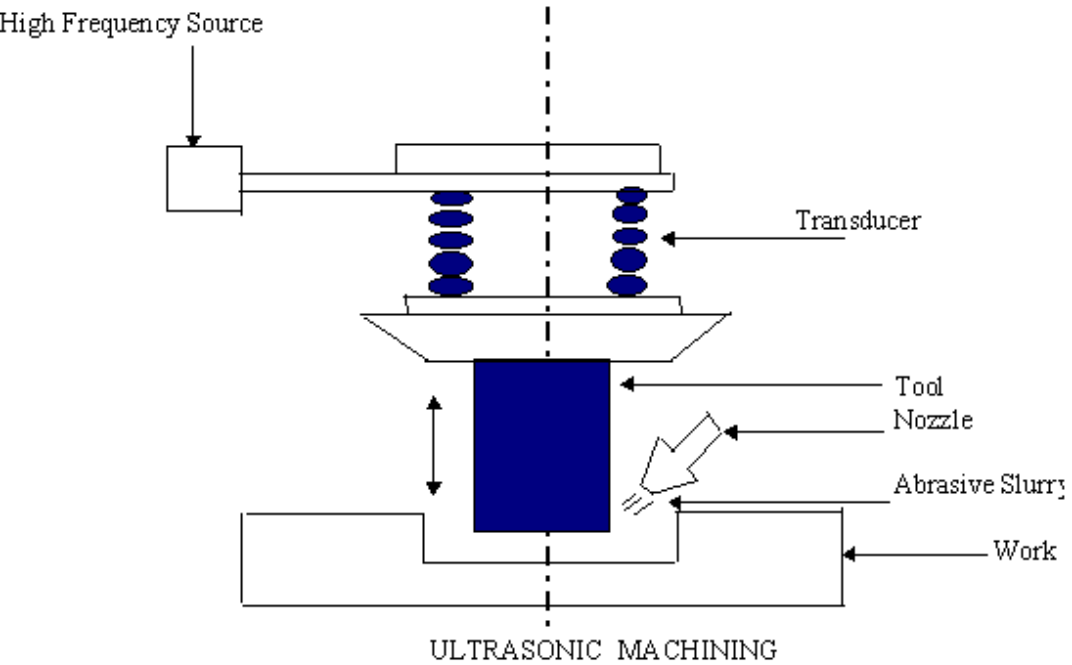 High Frequency Source
Transducer
Tool
Nozzle
Abrasive Slurry
Work
ULTRASONIC MACHINING